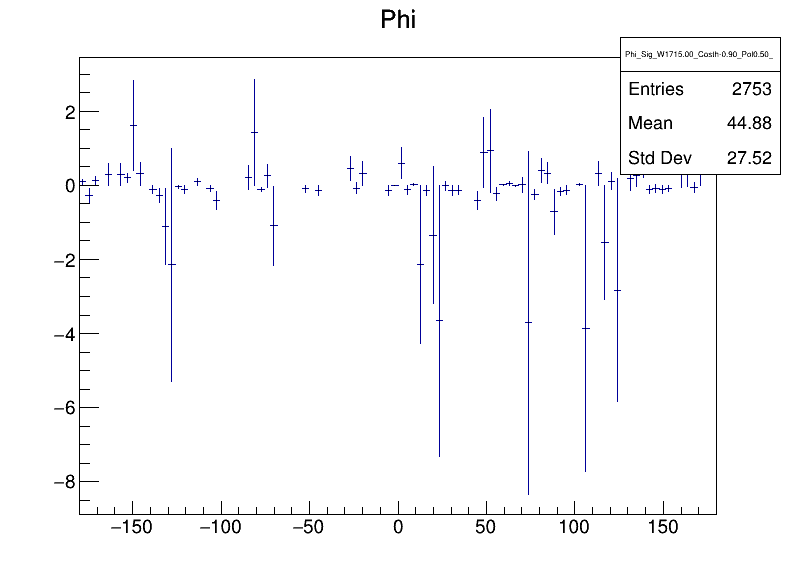 Phi
Phi_Sig_W1715.00_Costh-0.90_Pol0.50_
Entries 2753
Mean 44.88
Std Dev 27.52
2
0
−2
−4
−6
−8
−150 −100 −50 0 50 100 150